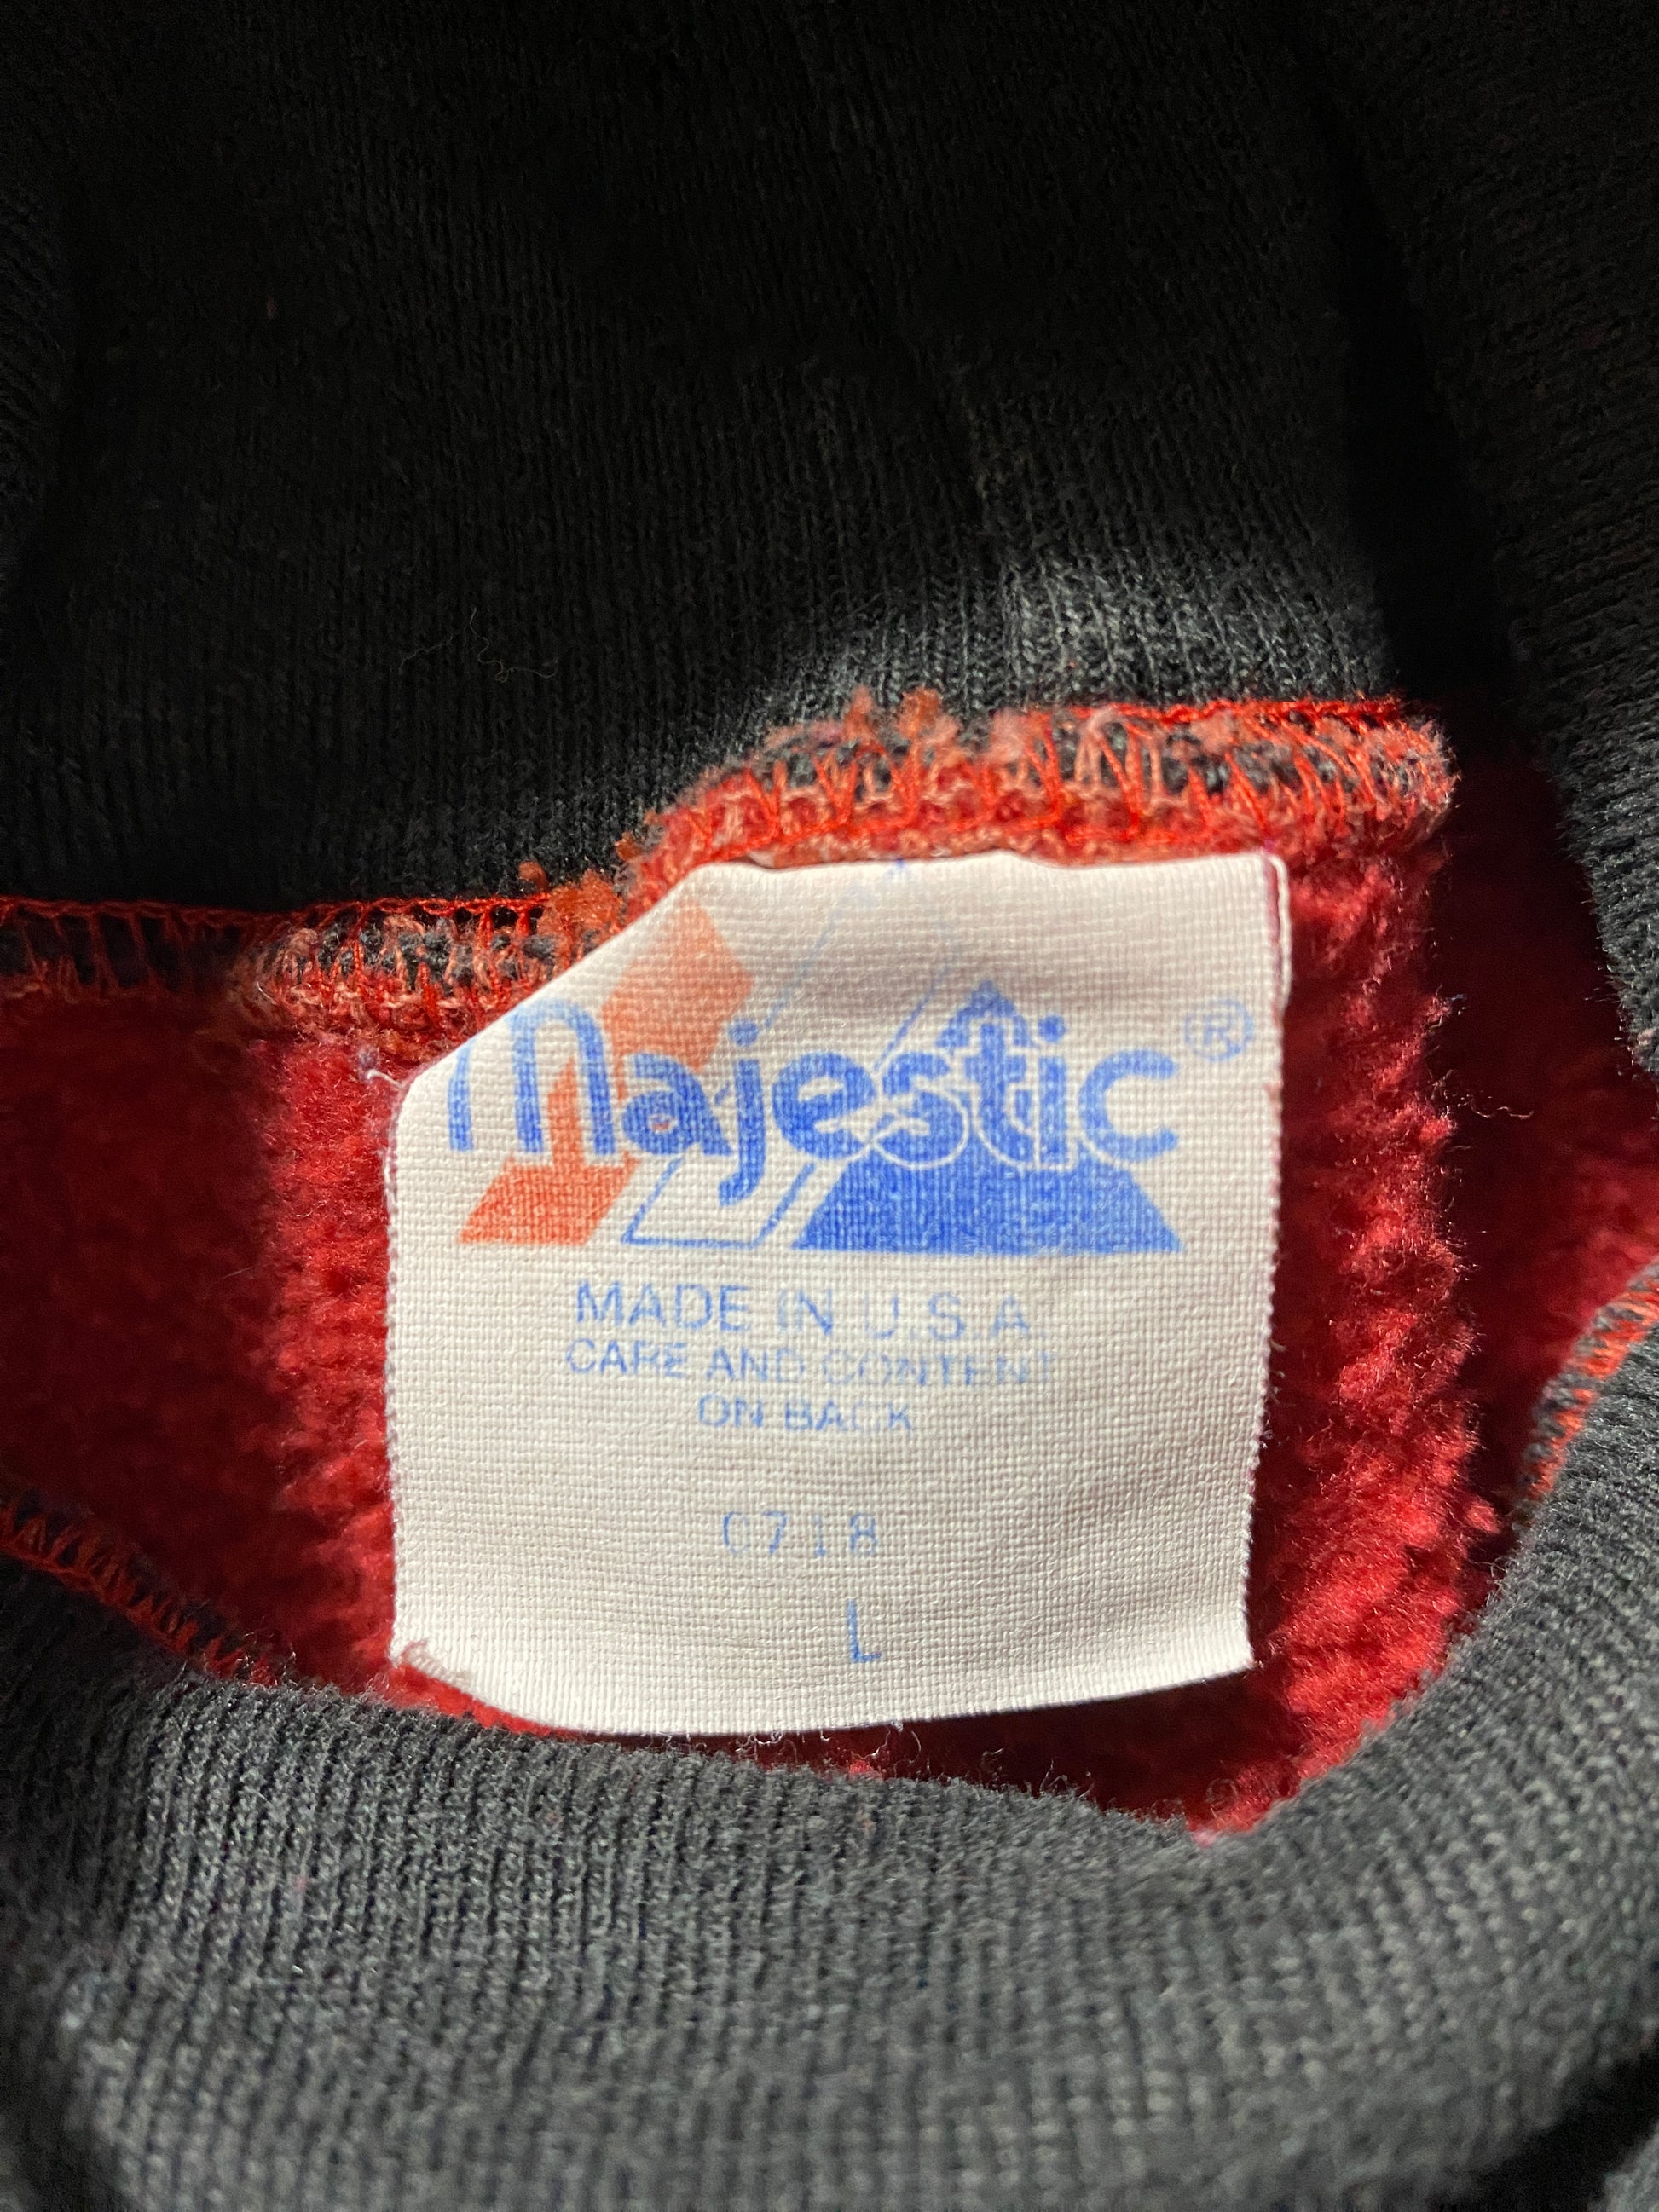 Majestic®
MADE IN U.S.A
CARE AND CONTENT
ON BACK
0718
L